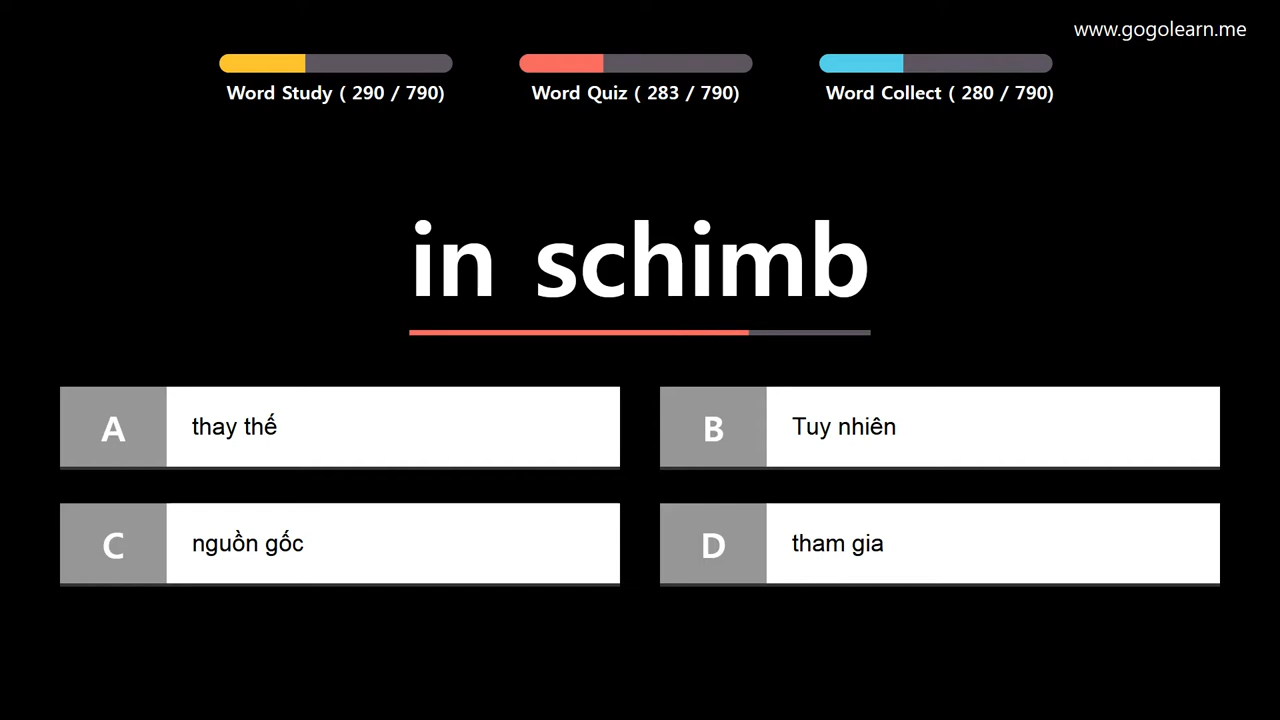 www.gogolearn.me
Word Study ( 290 / 790)
Word Quiz ( 283 / 790)
Word Collect ( 280 / 790)
in schimb
A
thay thế
B
Tuy nhiên
C
nguồn gốc
D
tham gia